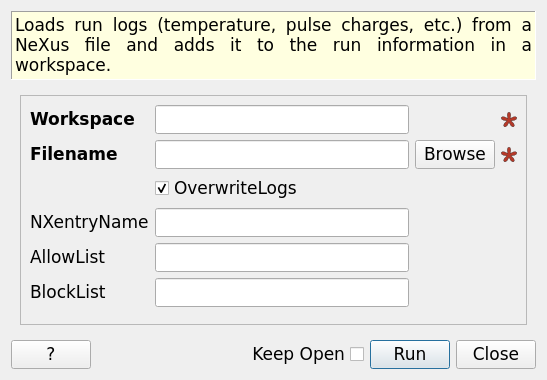 Loads run logs (temperature, pulse charges, etc.) from a
NeXus file and adds it to the run information in a
workspace.
Workspace
Filename Browse
OverwriteLogs
NXentryName
AllowList
BlockList
? Keep Open Run Close